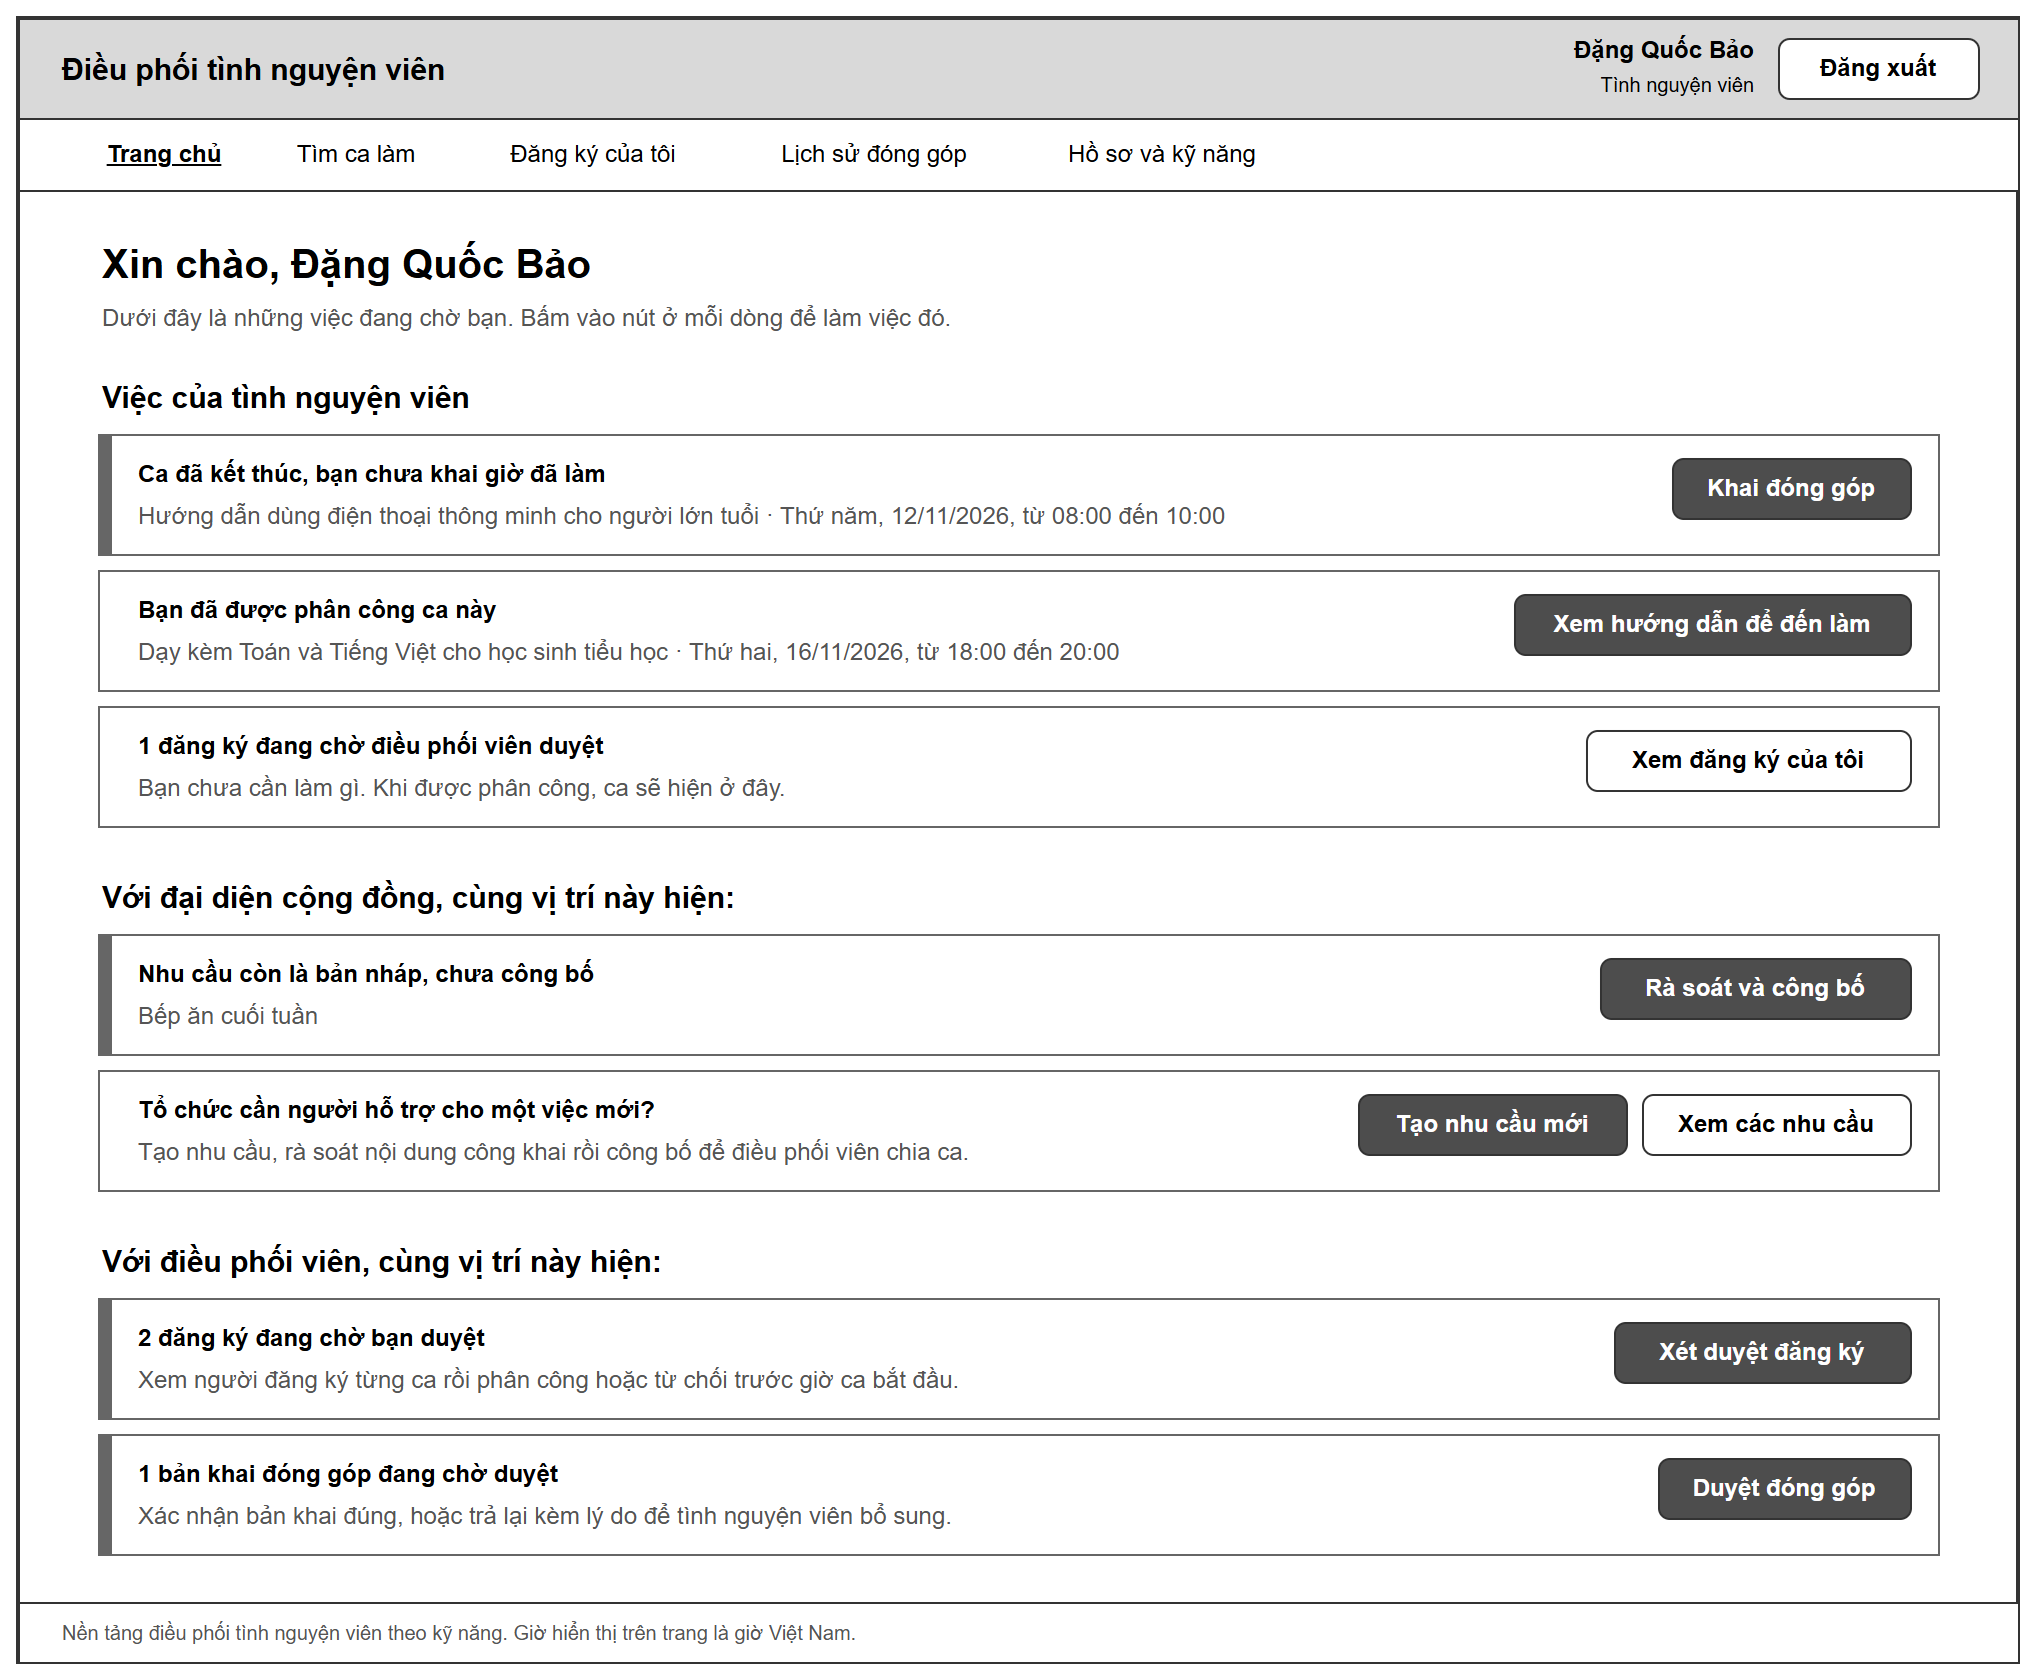 Điều phối tình nguyện viên
Đặng Quốc Bảo
Tình nguyện viên
Đăng xuất
Trang chủ
Tìm ca làm
Đăng ký của tôi
Lịch sử đóng góp
Hồ sơ và kỹ năng
Xin chào, Đặng Quốc Bảo
Dưới đây là những việc đang chờ bạn. Bấm vào nút ở mỗi dòng để làm việc đó.
Việc của tình nguyện viên
Ca đã kết thúc, bạn chưa khai giờ đã làm
Hướng dẫn dùng điện thoại thông minh cho người lớn tuổi · Thứ năm, 12/11/2026, từ 08:00 đến 10:00
Khai đóng góp
Bạn đã được phân công ca này
Dạy kèm Toán và Tiếng Việt cho học sinh tiểu học · Thứ hai, 16/11/2026, từ 18:00 đến 20:00
Xem hướng dẫn để đến làm
1 đăng ký đang chờ điều phối viên duyệt
Bạn chưa cần làm gì. Khi được phân công, ca sẽ hiện ở đây.
Xem đăng ký của tôi
Với đại diện cộng đồng, cùng vị trí này hiện:
Nhu cầu còn là bản nháp, chưa công bố
Bếp ăn cuối tuần
Rà soát và công bố
Tổ chức cần người hỗ trợ cho một việc mới?
Tạo nhu cầu, rà soát nội dung công khai rồi công bố để điều phối viên chia ca.
Tạo nhu cầu mới
Xem các nhu cầu
Với điều phối viên, cùng vị trí này hiện:
2 đăng ký đang chờ bạn duyệt
Xem người đăng ký từng ca rồi phân công hoặc từ chối trước giờ ca bắt đầu.
Xét duyệt đăng ký
1 bản khai đóng góp đang chờ duyệt
Xác nhận bản khai đúng, hoặc trả lại kèm lý do để tình nguyện viên bổ sung.
Duyệt đóng góp
Nền tảng điều phối tình nguyện viên theo kỹ năng. Giờ hiển thị trên trang là giờ Việt Nam.